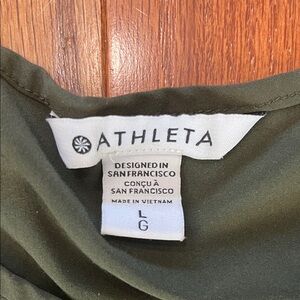 ATHLETA
DESIGNED IN
SAN FRANCISCO
CONÇU À
SAN FRANCISCO
MADE IN VIETNAM
L
G